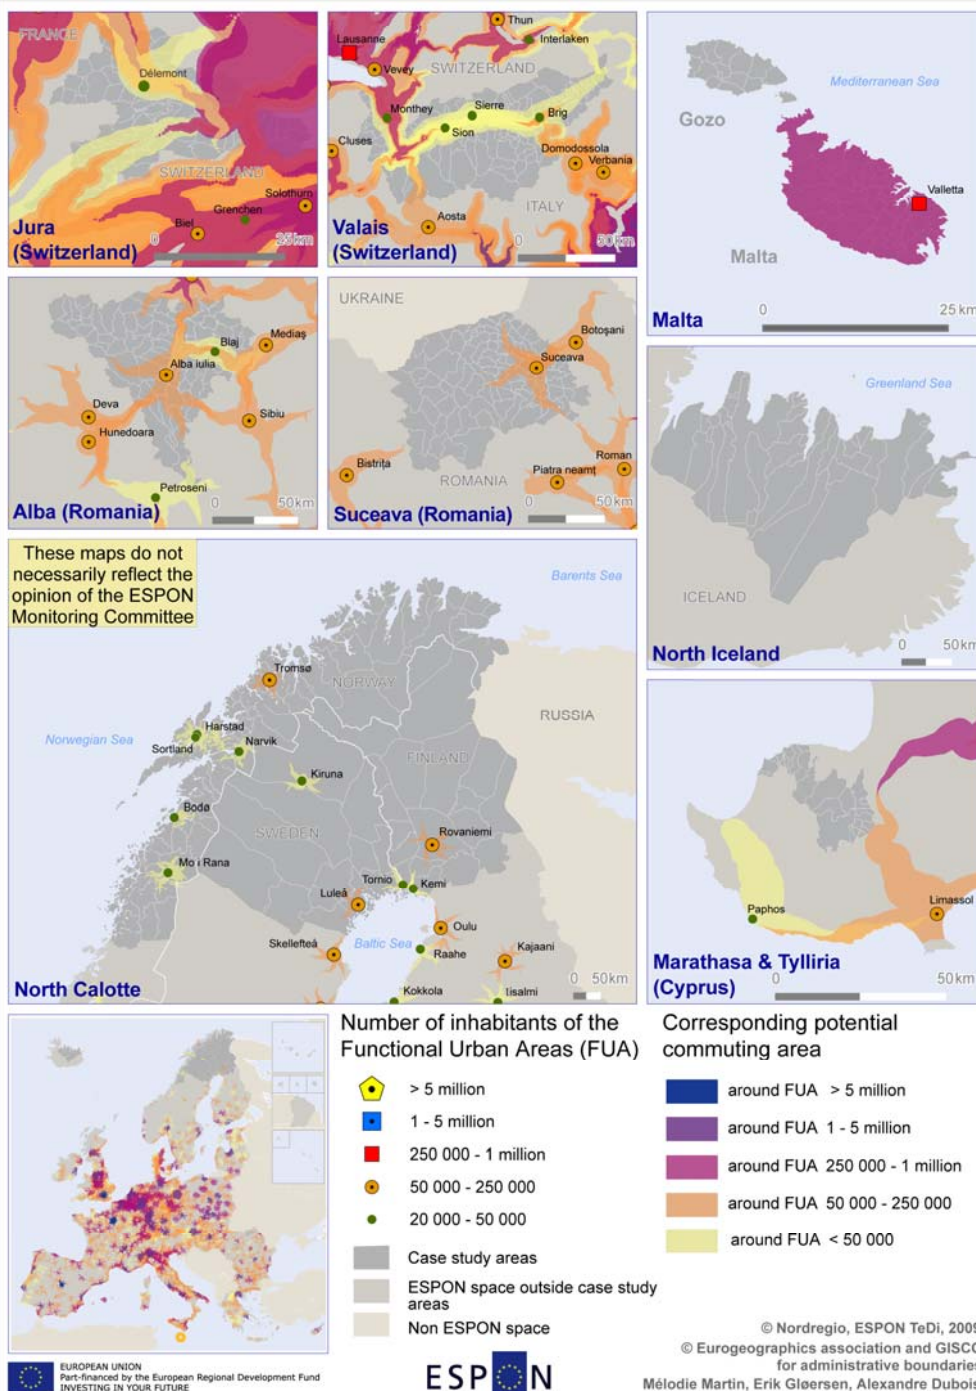 FRANCE
Délemont
SWITZERLAND
Solothurn
Grenchen
Biel
Jura
(Switzerland)
0
25km
Thun
Lausanne
Interlaken
Vevey
SWITZERLAND
Monthey
Sierre
Brig
Sion
Cluses
Domodossola
Verbania
ITALY
Aosta
Valais
(Switzerland)
0
50km
Mediterranean Sea
Gozo
Valletta
Malta
0
25 km
Malta
Mediaș
Blaj
Alba iulia
Deva
Sibiu
Hunedoara
Petroseni
0
50km
Alba (Romania)
UKRAINE
Botoșani
Suceava
Bistrița
Roman
Piatra neamț
ROMANIA
0
50km
Suceava (Romania)
Greenland Sea
ICELAND
0
50km
North Iceland
These maps do not
necessarily reflect the
opinion of the ESPON
Monitoring Committee
Barents Sea
Tromsø
NORWAY
RUSSIA
Norwegian Sea
Harstad
Sortland
Narvik
FINLAND
Kiruna
Bodø
SWEDEN
Rovaniemi
Mo i Rana
Tornio
Kemi
Luleå
Oulu
Skellefteå
Baltic Sea
Raahe
Kajaani
Kokkola
Iisalmi
0
50km
North Calotte
Paphos
Limassol
Marathasa & Tylliria
(Cyprus)
0
50km
Number of inhabitants of the
Functional Urban Areas (FUA)
> 5 million
1 - 5 million
250 000 - 1 million
50 000 - 250 000
20 000 - 50 000
Case study areas
ESPON space outside case study
areas
Non ESPON space
Corresponding potential
commuting area
around FUA > 5 million
around FUA 1 - 5 million
around FUA 250 000 - 1 million
around FUA 50 000 - 250 000
around FUA < 50 000
© Nordregio, ESPON TeDi, 2009
© Eurogeographics association and GISCO
for administrative boundaries
Mélodie Martin, Erik Gløersen, Alexandre Dubois
EUROPEAN UNION
Part-financed by the European Regional Development Fund
INVESTING IN YOUR FUTURE
ESPON